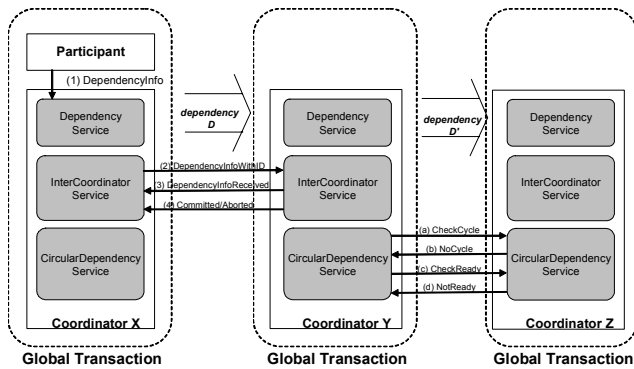 Participant
(1) DependencyInfo
Dependency
Service
InterCoordinator
Service
CircularDependency
Service
Coordinator X
Global Transaction
dependency
D
(2) DependencyInfoWithID
(3) DependencyInfoReceived
(4) Committed/Aborted
Dependency
Service
InterCoordinator
Service
CircularDependency
Service
Coordinator Y
Global Transaction
dependency
D'
(a) CheckCycle
(b) NoCycle
(c) CheckReady
(d) NotReady
Dependency
Service
InterCoordinator
Service
CircularDependency
Service
Coordinator Z
Global Transaction